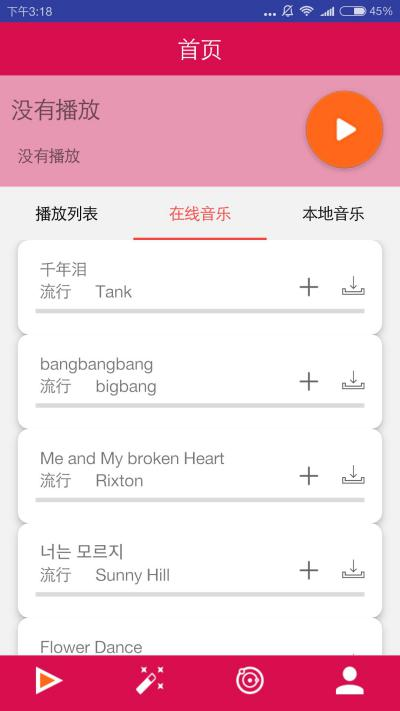 下午3:18
45%
首页
没有播放
没有播放
播放列表 在线音乐 本地音乐
千年泪
流行 Tank
bangbangbang
流行 bigbang
Me and My broken Heart
流行 Rixton
너는 모르지
流行 Sunny Hill
Flower Dance